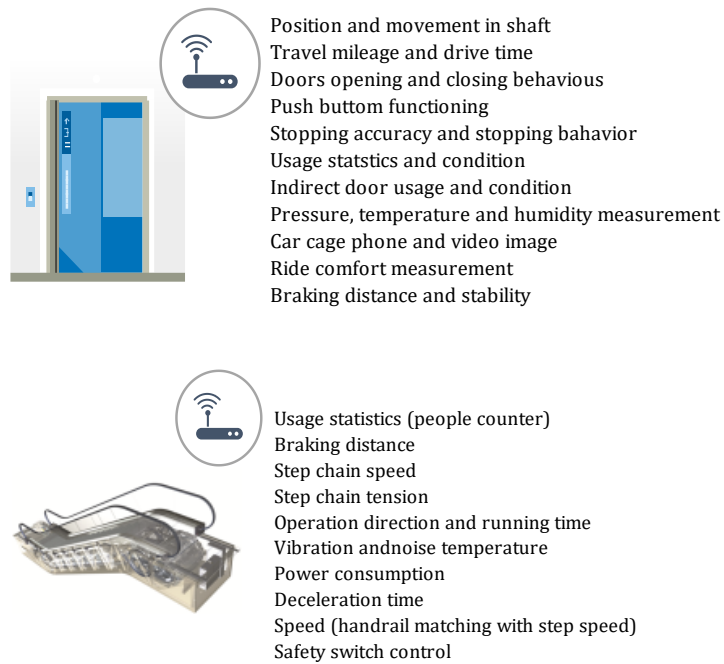 Position and movement in shaft
Travel mileage and drive time
Doors opening and closing behavious
Push buttom functioning
Stopping accuracy and stopping bahavior
Usage statstics and condition
Indirect door usage and condition
Pressure, temperature and humidity measurement
Car cage phone and video image
Ride comfort measurement
Braking distance and stability
Usage statistics (people counter)
Braking distance
Step chain speed
Step chain tension
Operation direction and running time
Vibration andnoise temperature
Power consumption
Deceleration time
Speed (handrail matching with step speed)
Safety switch control